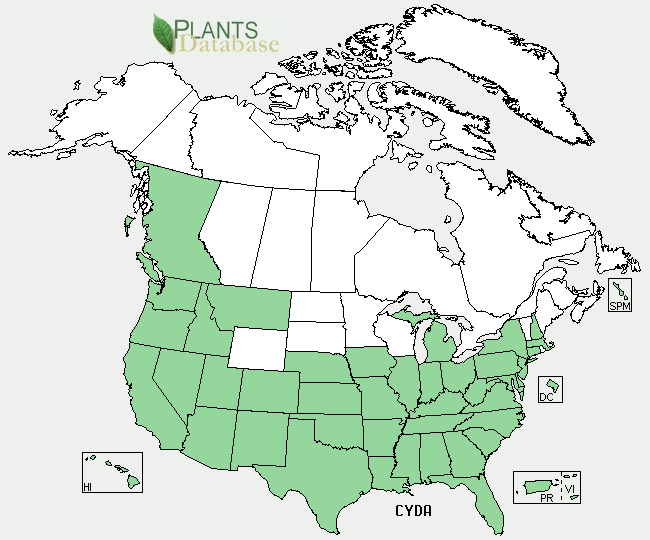 PLANTS
Database
SPM
DC
HI
PR
VI
CYDA